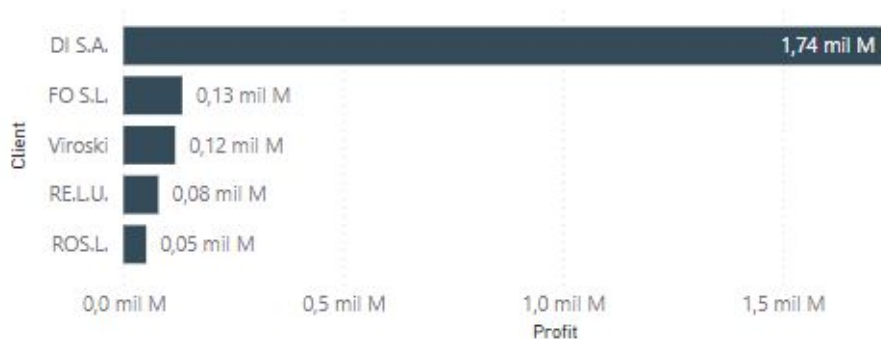 DI S.A. 1,74 mil M
FO S.L. 0,13 mil M
Viroski 0,12 mil M
RE.L.U. 0,08 mil M
ROS.L. 0,05 mil M
Client
0,0 mil M 0,5 mil M 1,0 mil M 1,5 mil M
Profit